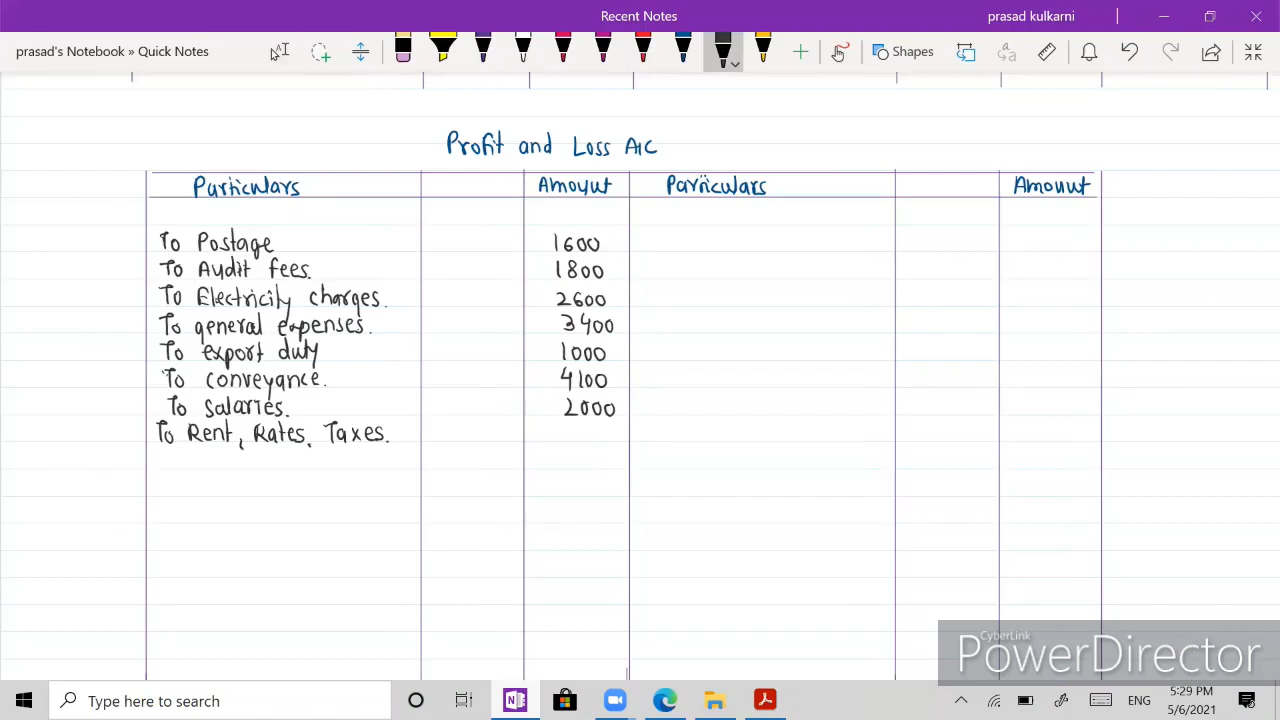 Recent Notes
prasad kulkarni
prasad's Notebook » Quick Notes
Shapes
Profit and Loss A/C
Particulars Amount Particulars Amount
To Postage 1600
To Audit fees. 1800
To Electricity charges. 2600
To general expenses. 3400
To export duty 1000
To conveyance. 4100
To Salaries. 2000
To Rent, Rates, Taxes.
CyberLink
PowerDirector
Type here to search
ENG
5:29 PM
5/6/2021